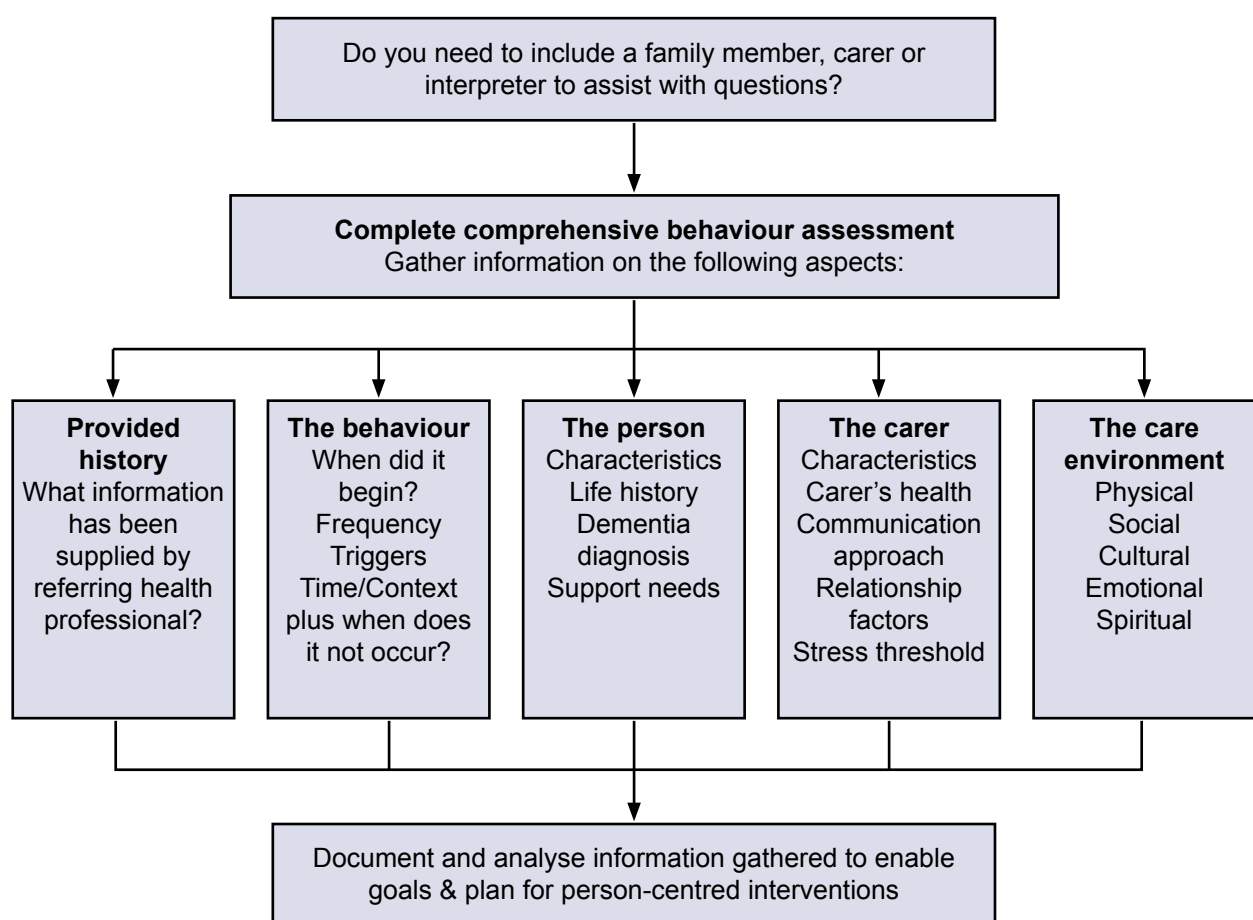 Do you need to include a family member, carer or
interpreter to assist with questions?
Complete comprehensive behaviour assessment
Gather information on the following aspects:
Provided
history
What information
has been
supplied by
referring health
professional?
The behaviour
When did it
begin?
Frequency
Triggers
Time/Context
plus when does
it not occur?
The person
Characteristics
Life history
Dementia
diagnosis
Support needs
The carer
Characteristics
Carer’s health
Communication
approach
Relationship
factors
Stress threshold
The care
environment
Physical
Social
Cultural
Emotional
Spiritual
Document and analyse information gathered to enable
goals & plan for person-centred interventions